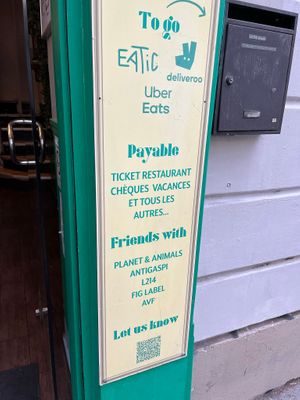 To go
EATIC
deliveroo
Uber
Eats
Payable
TICKET RESTAURANT
CHÈQUES VACANCES
ET TOUS LES
AUTRES...
Friends with
PLANET & ANIMALS
ANTIGASPI
L214
FIG LABEL
AVF
Let us know